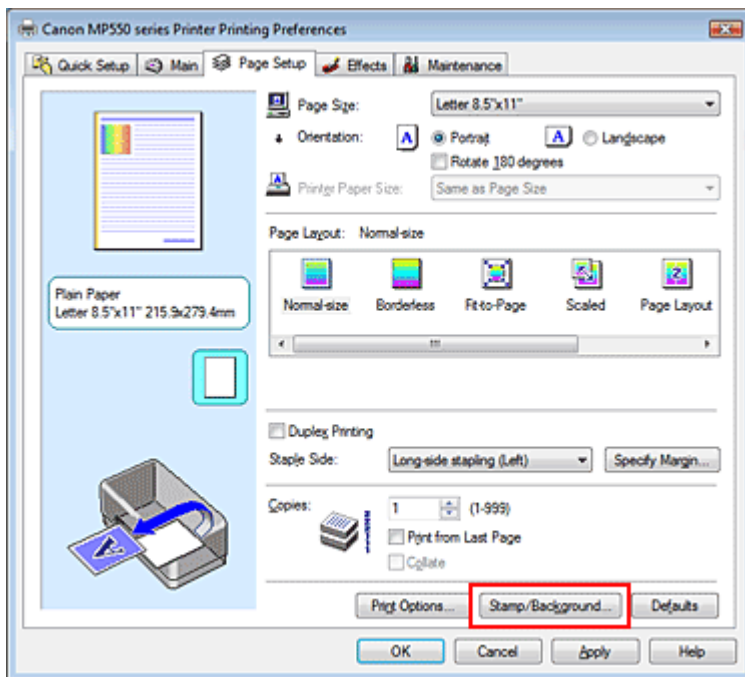 Canon MP550 series Printer Printing Preferences
Quick Setup Main Page Setup Effects Maintenance
Page Size: Letter 8.5"x11"
Orientation: A Portrait A Landscape
Rotate 180 degrees
Printer Paper Size: Same as Page Size
Page Layout: Normal-size
Normal-size Borderless Fit-to-Page Scaled Page Layout
Plain Paper
Letter 8.5"x11" 215.9x279.4mm
Duplex Printing
Staple Side: Long-side stapling (Left) Specify Margin...
Copies: 1 (1-999)
Print from Last Page
Collate
Print Options... Stamp/Background... Defaults
OK Cancel Apply Help